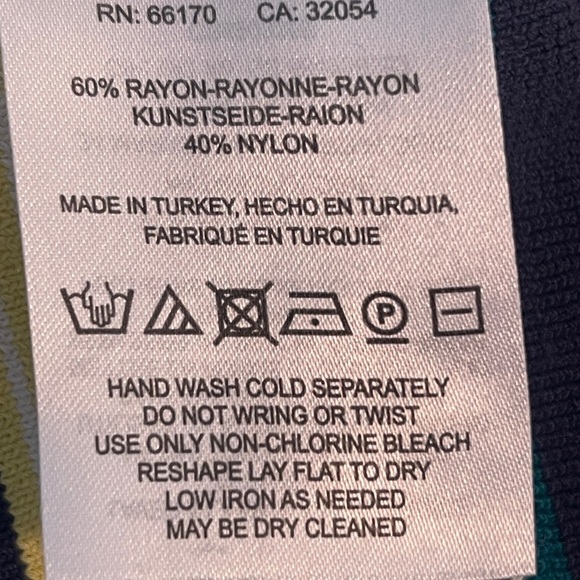 RN: 66170 CA: 32054
60% RAYON-RAYONNE-RAYON
KUNSTSEIDE-RAION
40% NYLON
MADE IN TURKEY, HECHO EN TURQUIA,
FABRIQUÉ EN TURQUIE
P
HAND WASH COLD SEPARATELY
DO NOT WRING OR TWIST
USE ONLY NON-CHLORINE BLEACH
RESHAPE LAY FLAT TO DRY
LOW IRON AS NEEDED
MAY BE DRY CLEANED